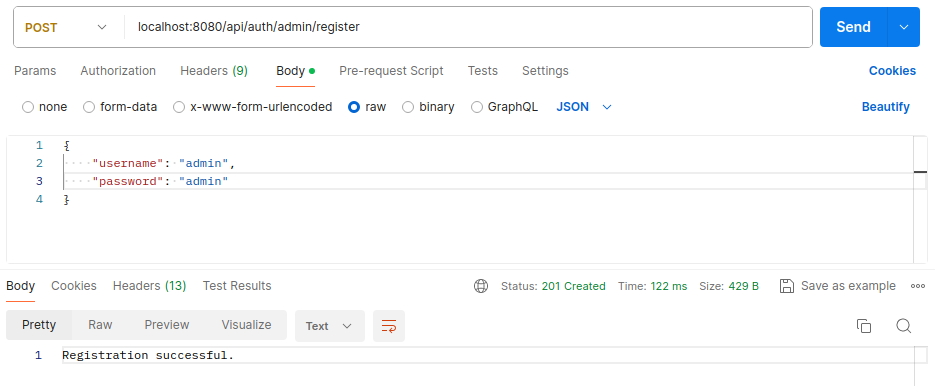 POST localhost:8080/api/auth/admin/register Send
Params Authorization Headers (9) Body Pre-request Script Tests Settings Cookies
none form-data x-www-form-urlencoded raw binary GraphQL JSON Beautify
1 {
2 "username": "admin",
3 "password": "admin"
4 }
Body Cookies Headers (13) Test Results Status: 201 Created Time: 122 ms Size: 429 B Save as example
Pretty Raw Preview Visualize Text
1 Registration successful.